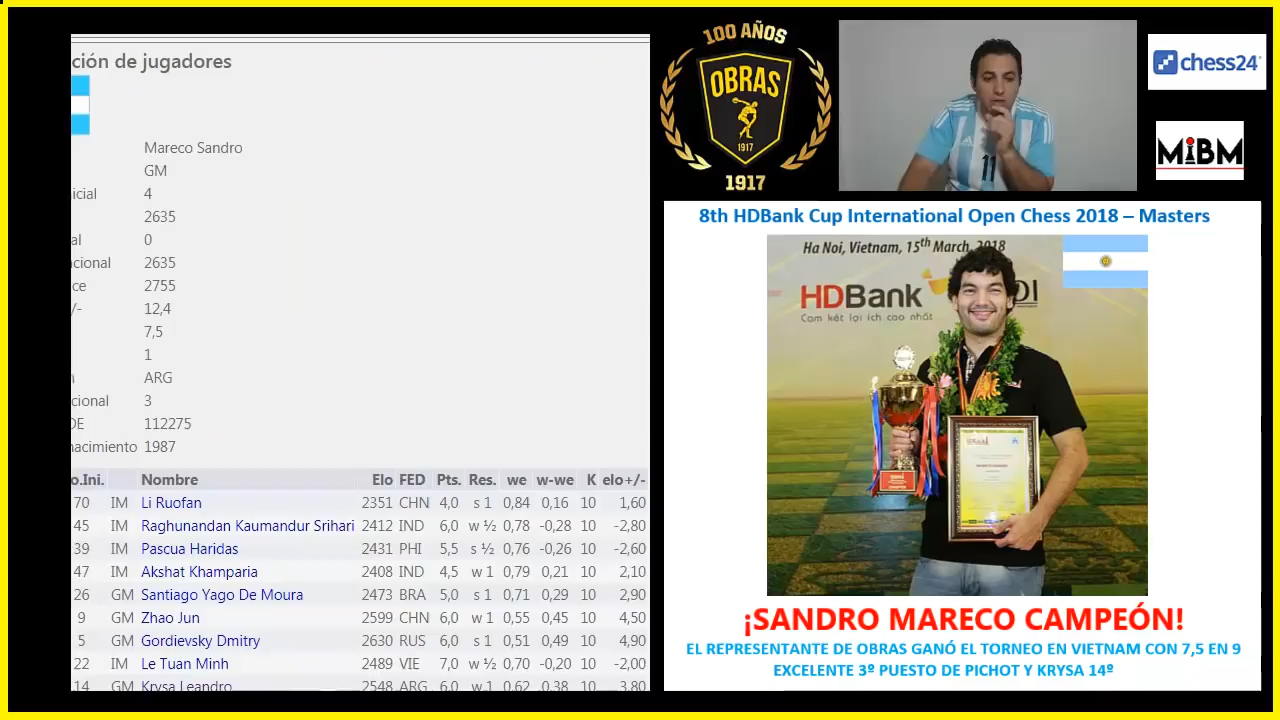 ción de jugadores
Mareco Sandro
GM
icial 4
2635
al 0
acional 2635
ce 2755
/- 12,4
7,5
1
ARG
cional 3
DE 112275
nacimiento 1987
o.Ini. Nombre Elo FED Pts. Res. we w-we K elo+/-
70 IM Li Ruofan 2351 CHN 4,0 s 1 0,84 0,16 10 1,60
45 IM Raghunandan Kaumandur Srihari 2412 IND 6,0 w ½ 0,78 -0,28 10 -2,80
39 IM Pascua Haridas 2431 PHI 5,5 s ½ 0,76 -0,26 10 -2,60
47 IM Akshat Khamparia 2408 IND 4,5 w 1 0,79 0,21 10 2,10
26 GM Santiago Yago De Moura 2473 BRA 5,0 s 1 0,71 0,29 10 2,90
9 GM Zhao Jun 2599 CHN 6,0 w 1 0,55 0,45 10 4,50
5 GM Gordievsky Dmitry 2630 RUS 6,0 s 1 0,51 0,49 10 4,90
22 IM Le Tuan Minh 2489 VIE 7,0 w ½ 0,70 -0,20 10 -2,00
14 GM Krysa Leandro 2548 ARG 6,0 w 1 0,62 0,38 10 3,80
100 AÑOS
OBRAS
1917
1917
11
chess24
MiBM
8th HDBank Cup International Open Chess 2018 – Masters
Ha Noi, Vietnam, 15th March, 2018
HDBank
Cam kết lợi ích cao nhất
¡SANDRO MARECO CAMPEÓN!
EL REPRESENTANTE DE OBRAS GANÓ EL TORNEO EN VIETNAM CON 7,5 EN 9
EXCELENTE 3º PUESTO DE PICHOT Y KRYSA 14º